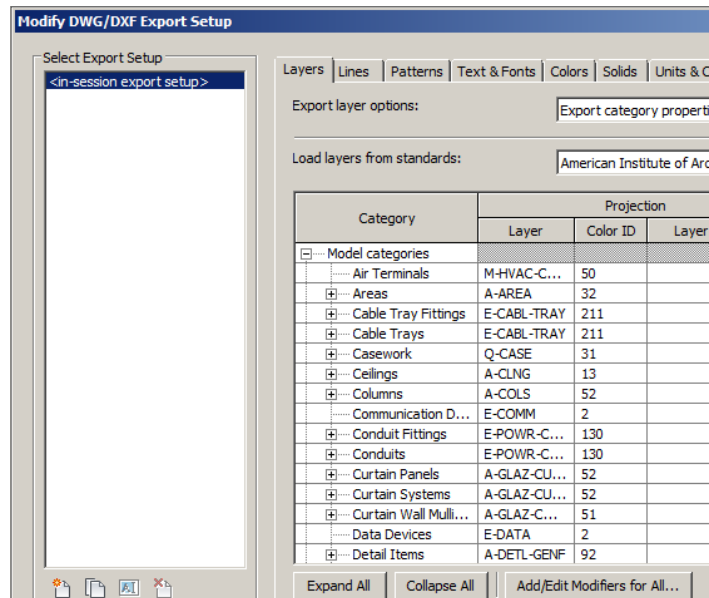 Modify DWG/DXF Export Setup
Select Export Setup
<in-session export setup>
Layers Lines Patterns Text & Fonts Colors Solids Units & C
Export layer options: Export category properti
Load layers from standards: American Institute of Arc
Category Projection
Layer Color ID Layer
Model categories
Air Terminals M-HVAC-C... 50
Areas A-AREA 32
Cable Tray Fittings E-CABL-TRAY 211
Cable Trays E-CABL-TRAY 211
Casework Q-CASE 31
Ceilings A-CLNG 13
Columns A-COLS 52
Communication D... E-COMM 2
Conduit Fittings E-POWR-C... 130
Conduits E-POWR-C... 130
Curtain Panels A-GLAZ-CU... 52
Curtain Systems A-GLAZ-CU... 52
Curtain Wall Mulli... A-GLAZ-C... 51
Data Devices E-DATA 2
Detail Items A-DETL-GENF 92
Expand All Collapse All Add/Edit Modifiers for All...